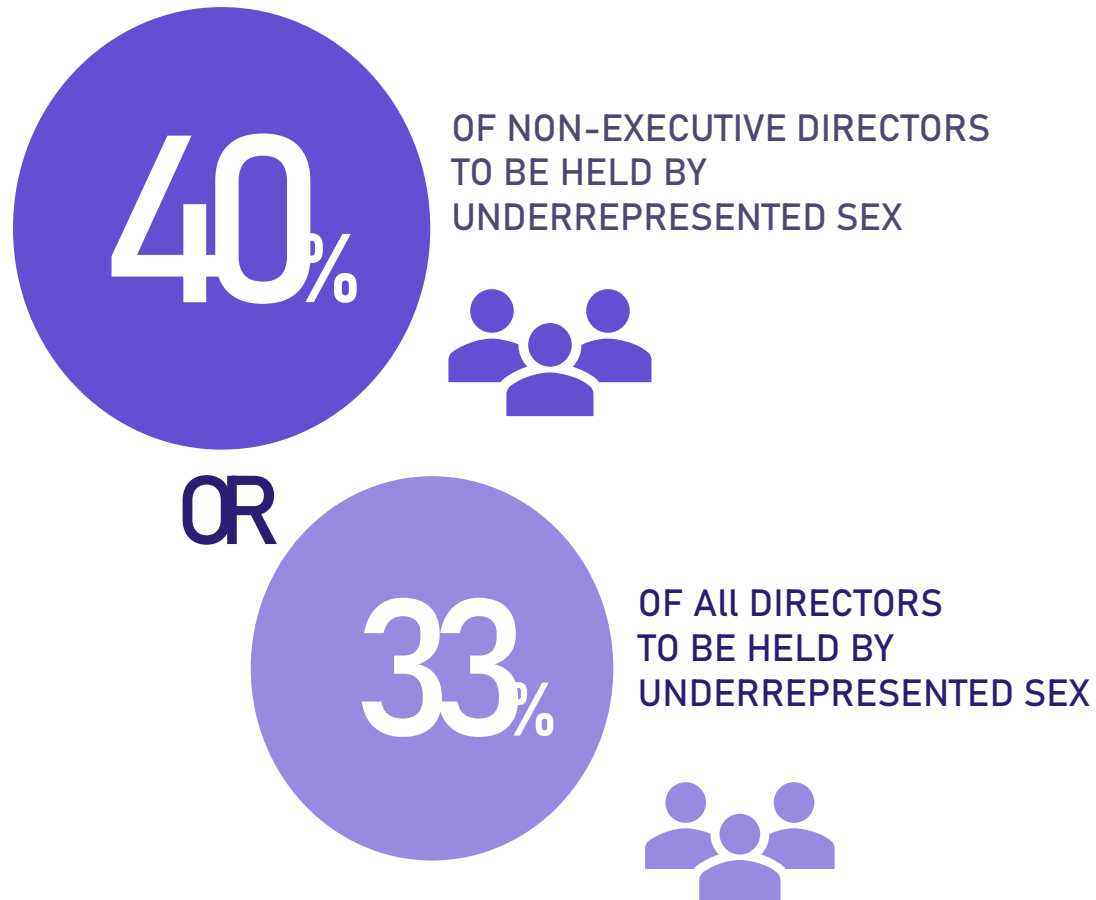 40%
OF NON-EXECUTIVE DIRECTORS
TO BE HELD BY
UNDERREPRESENTED SEX
OR
33%
OF All DIRECTORS
TO BE HELD BY
UNDERREPRESENTED SEX